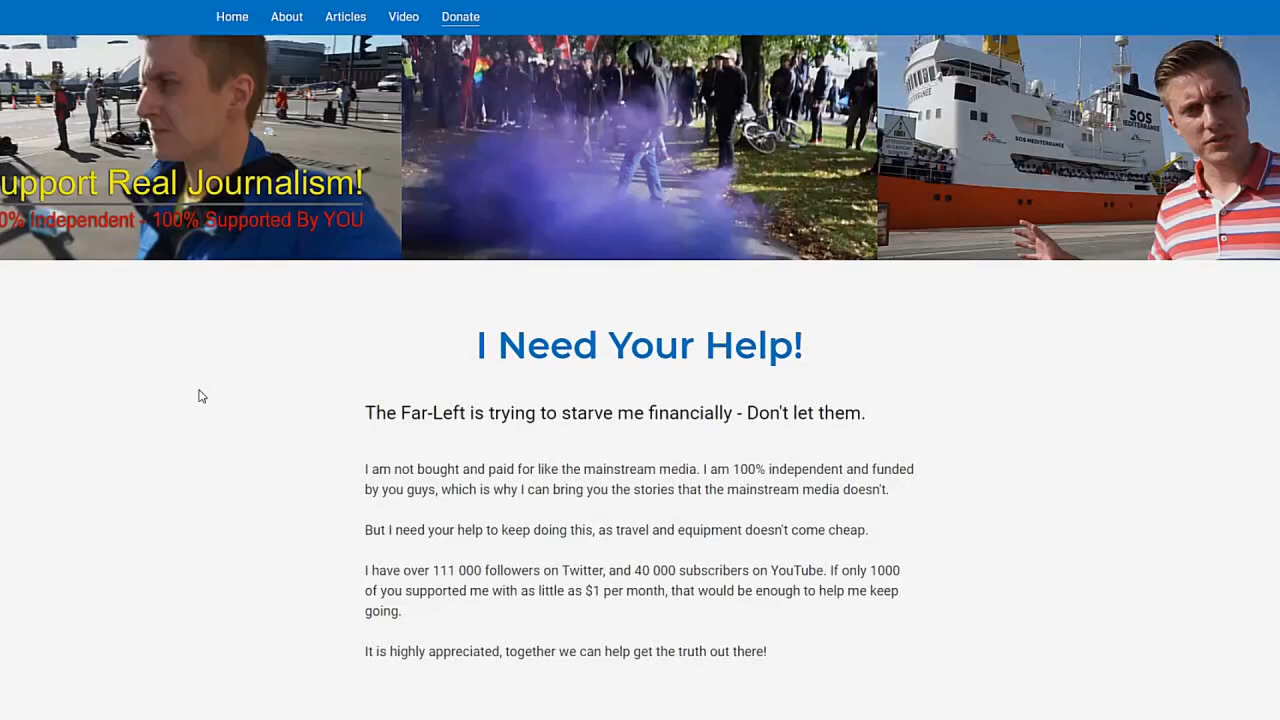 Home About Articles Video Donate
upport Real Journalism!
0% Independent - 100% Supported By YOU
SOS MEDITERRANEE
SOS
EDITERRANEE
I Need Your Help!
The Far-Left is trying to starve me financially - Don't let them.
I am not bought and paid for like the mainstream media. I am 100% independent and funded
by you guys, which is why I can bring you the stories that the mainstream media doesn't.
But I need your help to keep doing this, as travel and equipment doesn't come cheap.
I have over 111 000 followers on Twitter, and 40 000 subscribers on YouTube. If only 1000
of you supported me with as little as $1 per month, that would be enough to help me keep
going.
It is highly appreciated, together we can help get the truth out there!